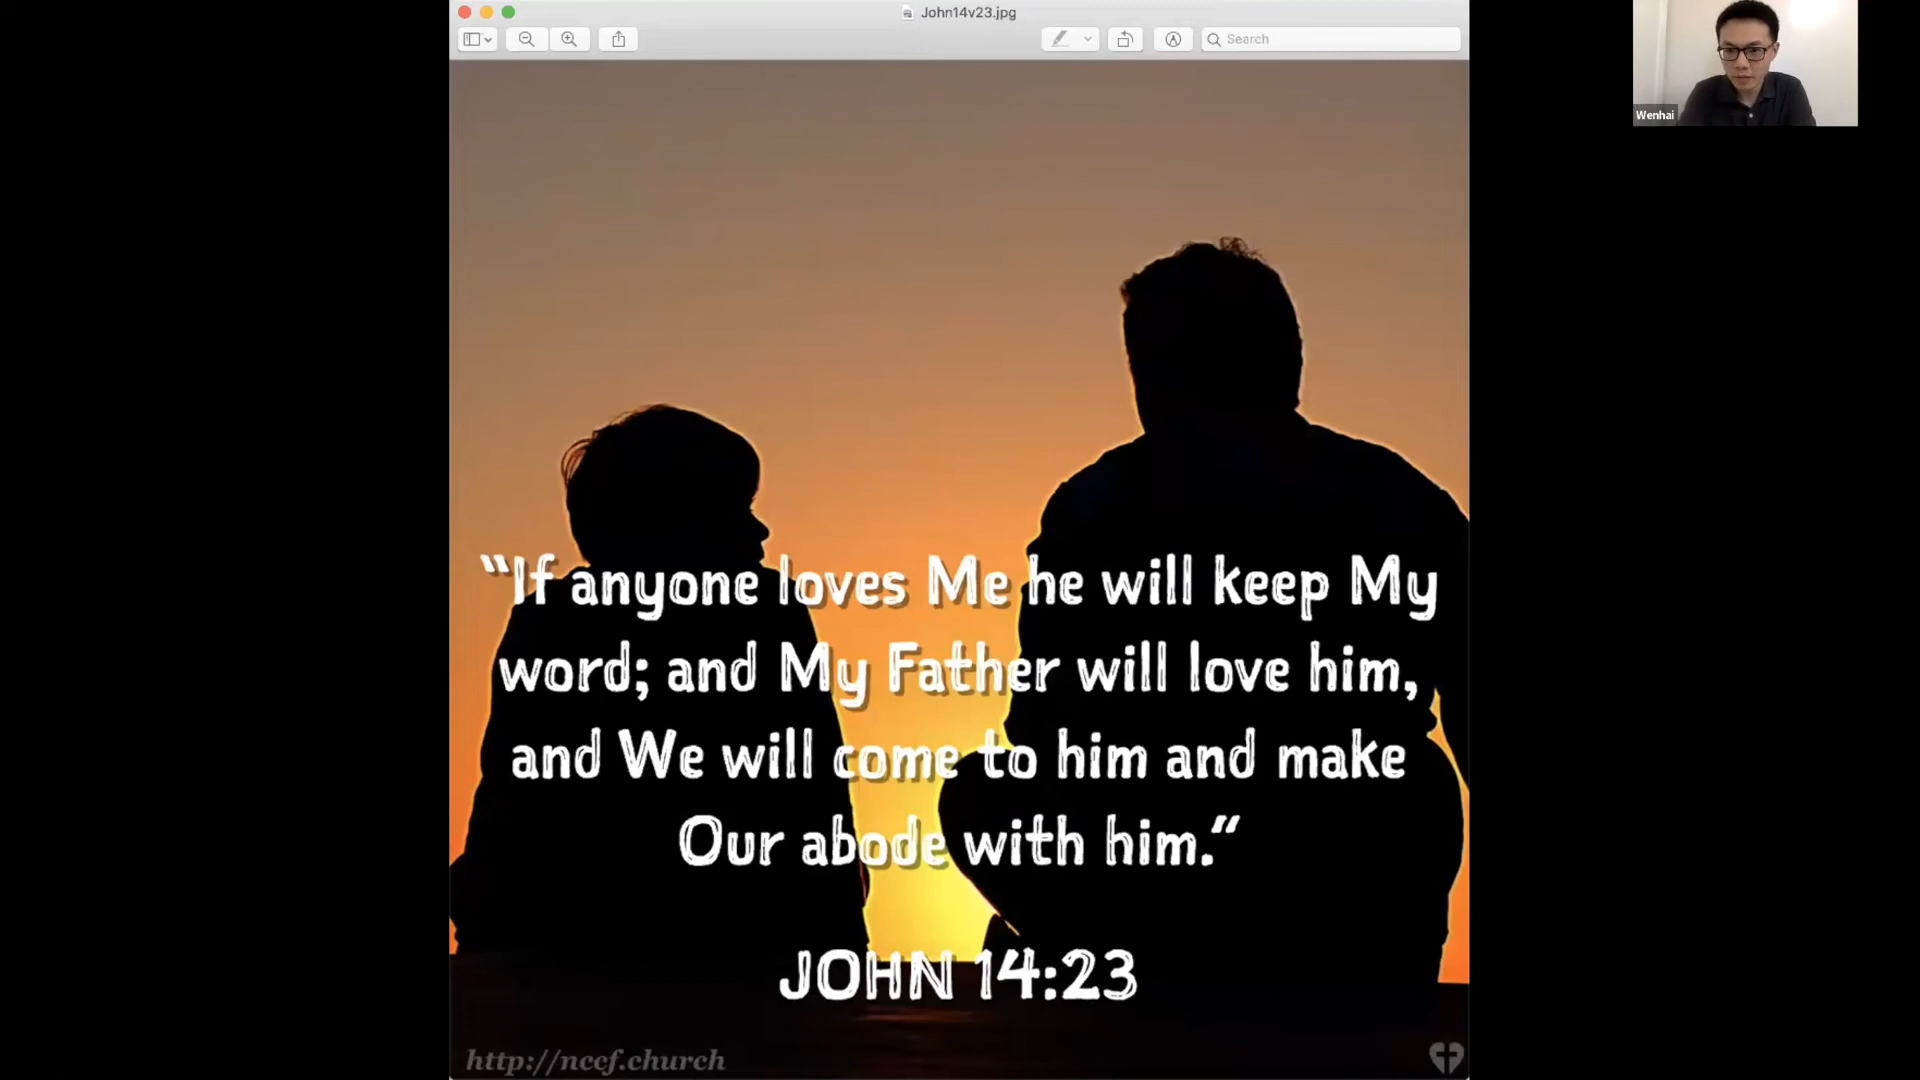 John14v23.jpg
Search
Wenhai
“If anyone loves Me he will keep My
word; and My Father will love him,
and We will come to him and make
Our abode with him.“
JOHN 14:23
http://nccf.church